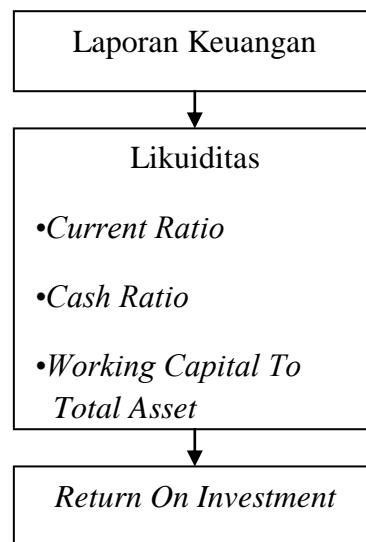 Laporan Keuangan
Likuiditas
•Current Ratio
•Cash Ratio
•Working Capital To
Total Asset
Return On Investment